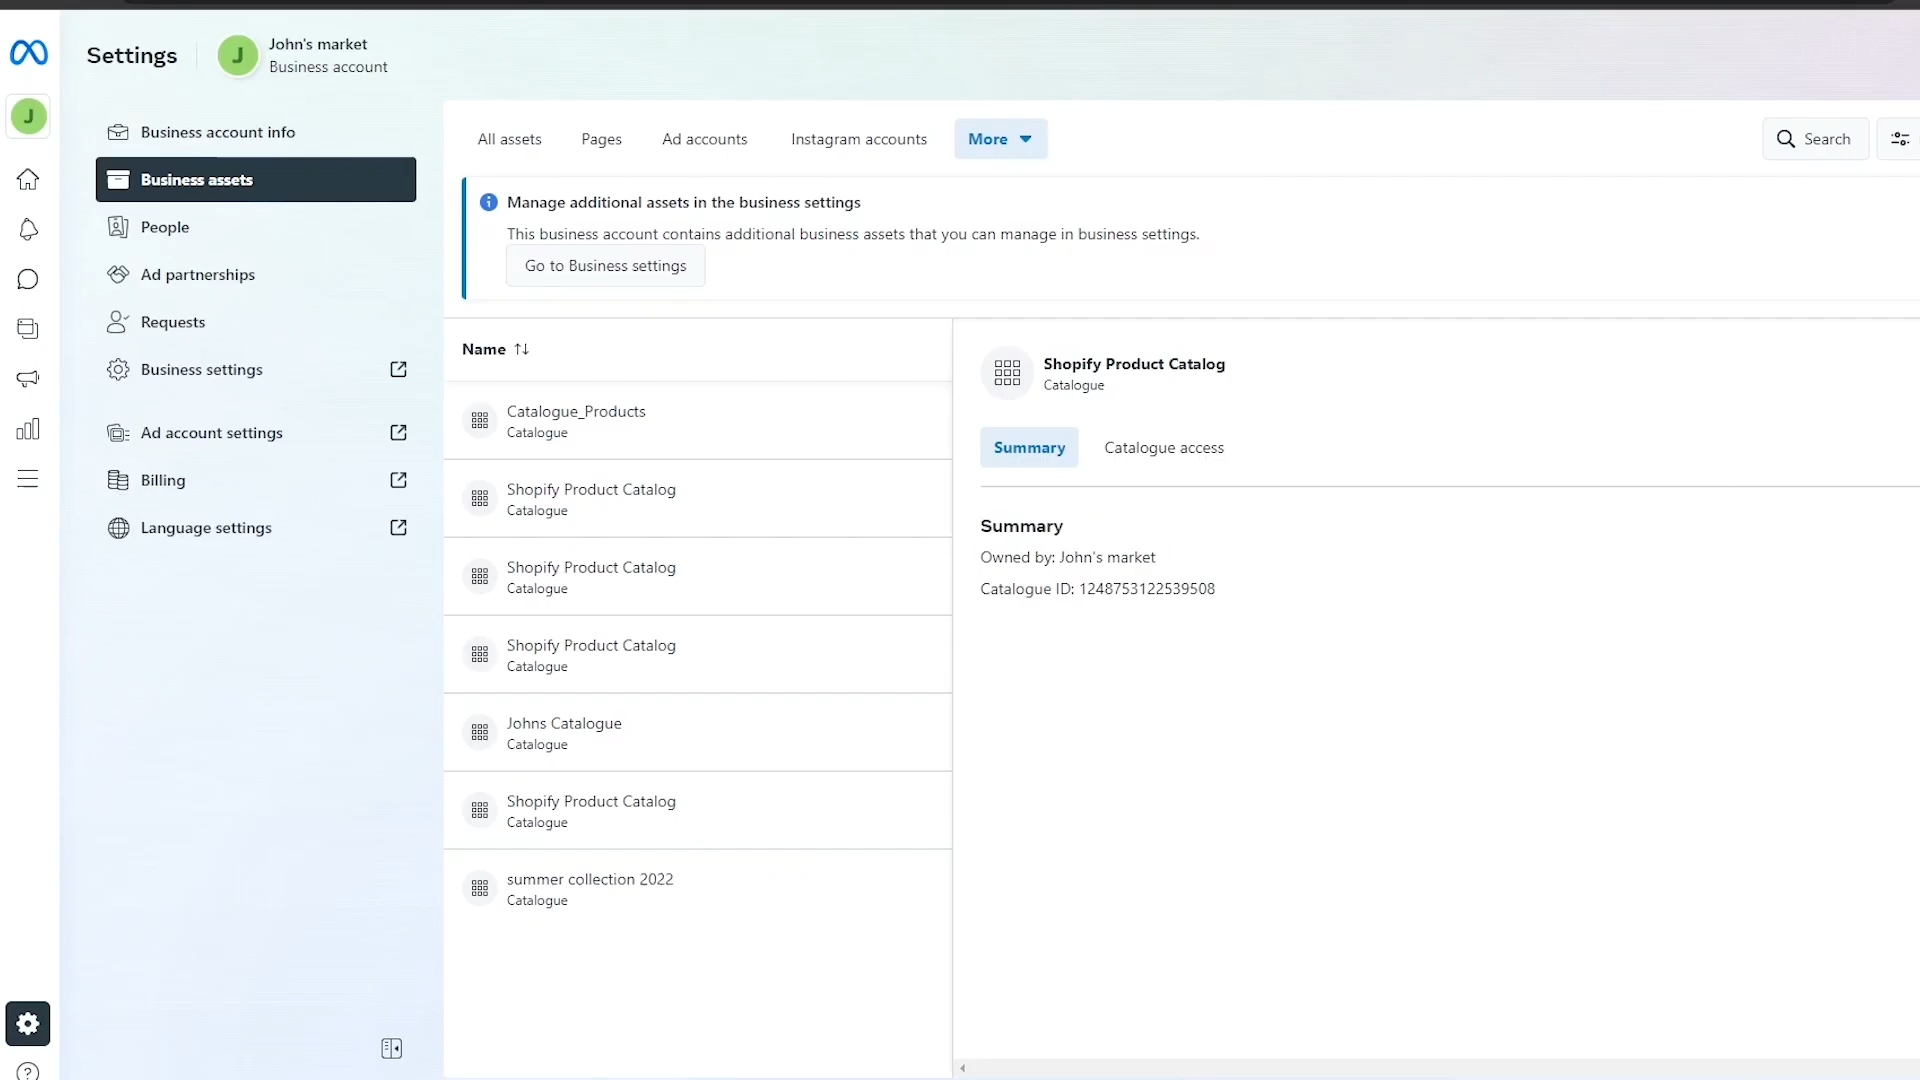 Settings
J
John's market
Business account
J
Business account info
Business assets
People
Ad partnerships
Requests
Business settings
Ad account settings
Billing
Language settings
All assets
Pages
Ad accounts
Instagram accounts
More
Search
Manage additional assets in the business settings
This business account contains additional business assets that you can manage in business settings.
Go to Business settings
Name
Catalogue_Products
Catalogue
Shopify Product Catalog
Catalogue
Shopify Product Catalog
Catalogue
Shopify Product Catalog
Catalogue
Johns Catalogue
Catalogue
Shopify Product Catalog
Catalogue
summer collection 2022
Catalogue
Shopify Product Catalog
Catalogue
Summary
Catalogue access
Summary
Owned by: John's market
Catalogue ID: 1248753122539508